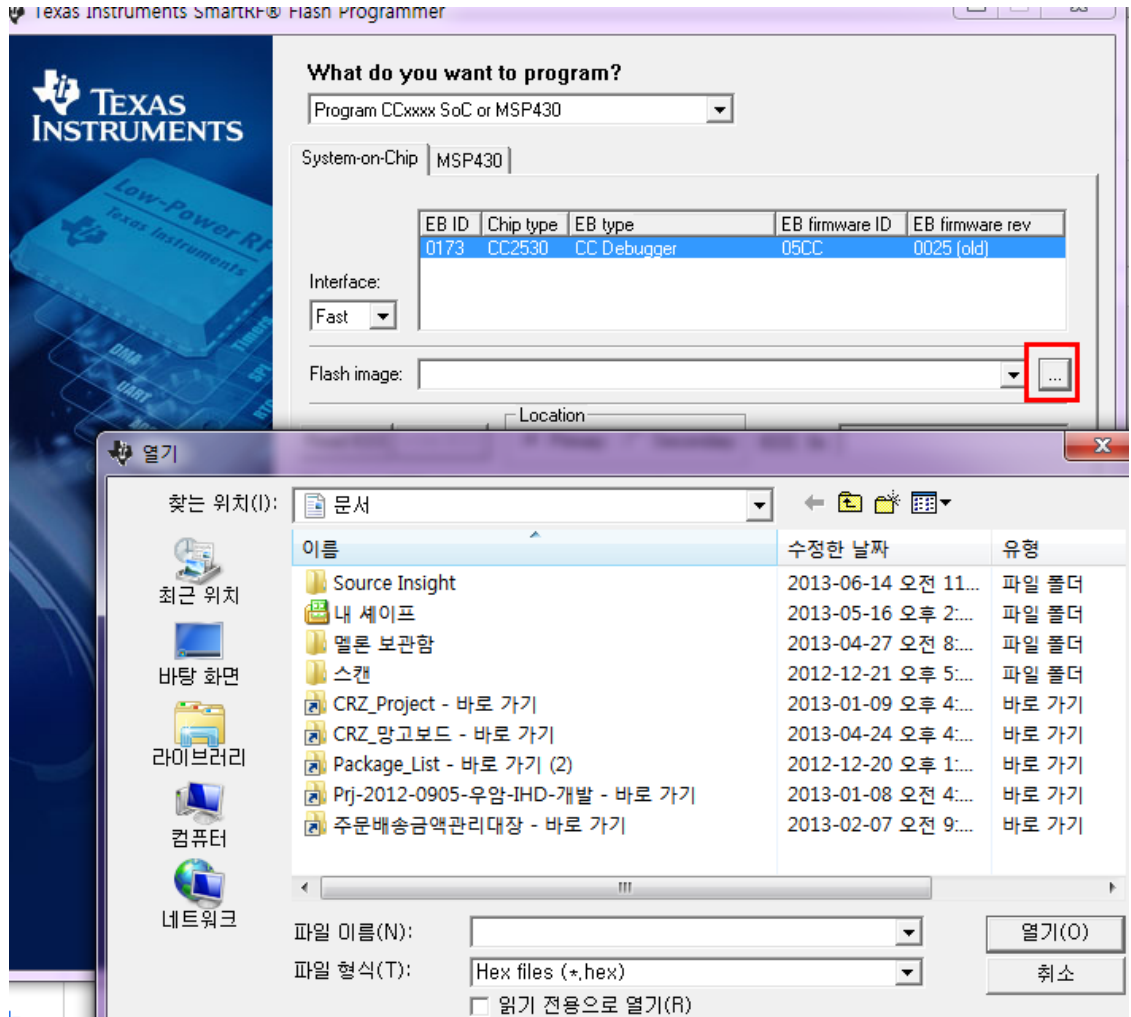 Texas Instruments SmartRF® Flash Programmer
TEXAS
INSTRUMENTS
Low-Power RF
Texas Instruments
DMA
UART
Timers
SPI
RTS
What do you want to program?
Program CCxxxx SoC or MSP430
System-on-Chip MSP430
EB ID Chip type EB type EB firmware ID EB firmware rev
0173 CC2530 CC Debugger 05CC 0025 (old)
Interface:
Fast
Flash image: ...
Location
열기
찾는 위치(I): 문서
이름 수정한 날짜 유형
Source Insight 2013-06-14 오전 11... 파일 폴더
내 셰이프 2013-05-16 오후 2:... 파일 폴더
멜론 보관함 2013-04-27 오전 8:... 파일 폴더
스캔 2012-12-21 오후 5:... 파일 폴더
CRZ_Project - 바로 가기 2013-01-09 오후 4:... 바로 가기
CRZ_망고보드 - 바로 가기 2013-04-24 오후 4:... 바로 가기
Package_List - 바로 가기 (2) 2012-12-20 오후 1:... 바로 가기
Prj-2012-0905-우암-IHD-개발 - 바로 가기 2013-01-08 오전 4:... 바로 가기
주문배송금액관리대장 - 바로 가기 2013-02-07 오전 9:... 바로 가기
최근 위치
바탕 화면
라이브러리
컴퓨터
네트워크
파일 이름(N): 열기(O)
파일 형식(T): Hex files (*.hex) 취소
읽기 전용으로 열기(R)